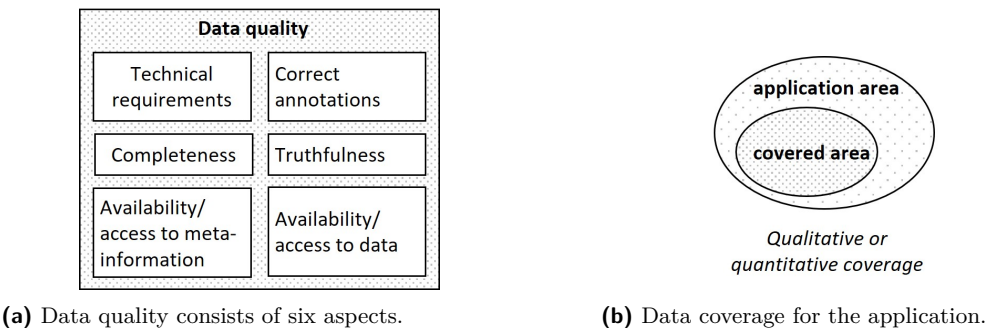 Data quality
Technical
requirements
Correct
annotations
Completeness
Truthfulness
Availability/
access to meta-
information
Availability/
access to data
(a) Data quality consists of six aspects.
application area
covered area
Qualitative or
quantitative coverage
(b) Data coverage for the application.